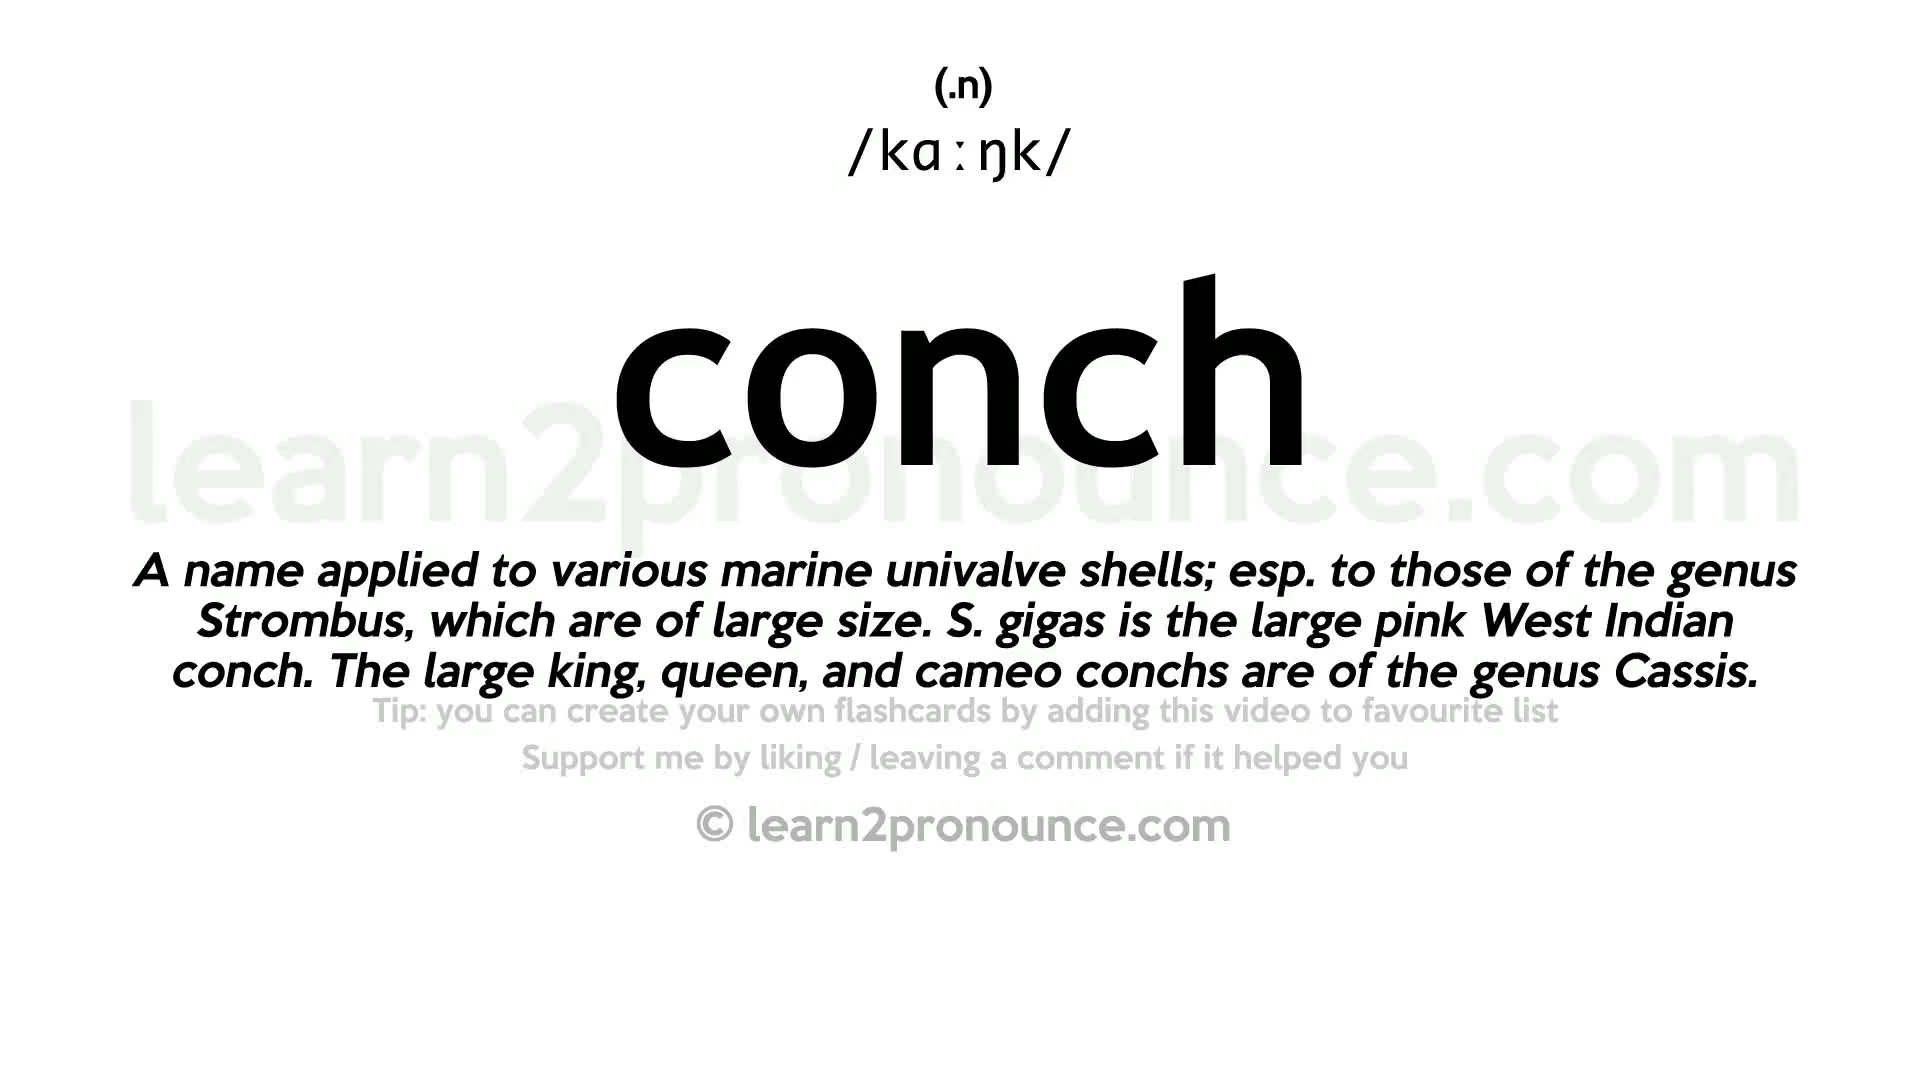 (.n)
/kɑːŋk/
conch
learn2pronounce.com
A name applied to various marine univalve shells; esp. to those of the genus
Strombus, which are of large size. S. gigas is the large pink West Indian
conch. The large king, queen, and cameo conchs are of the genus Cassis.
Tip: you can create your own flashcards by adding this video to favourite list
Support me by liking / leaving a comment if it helped you
© learn2pronounce.com